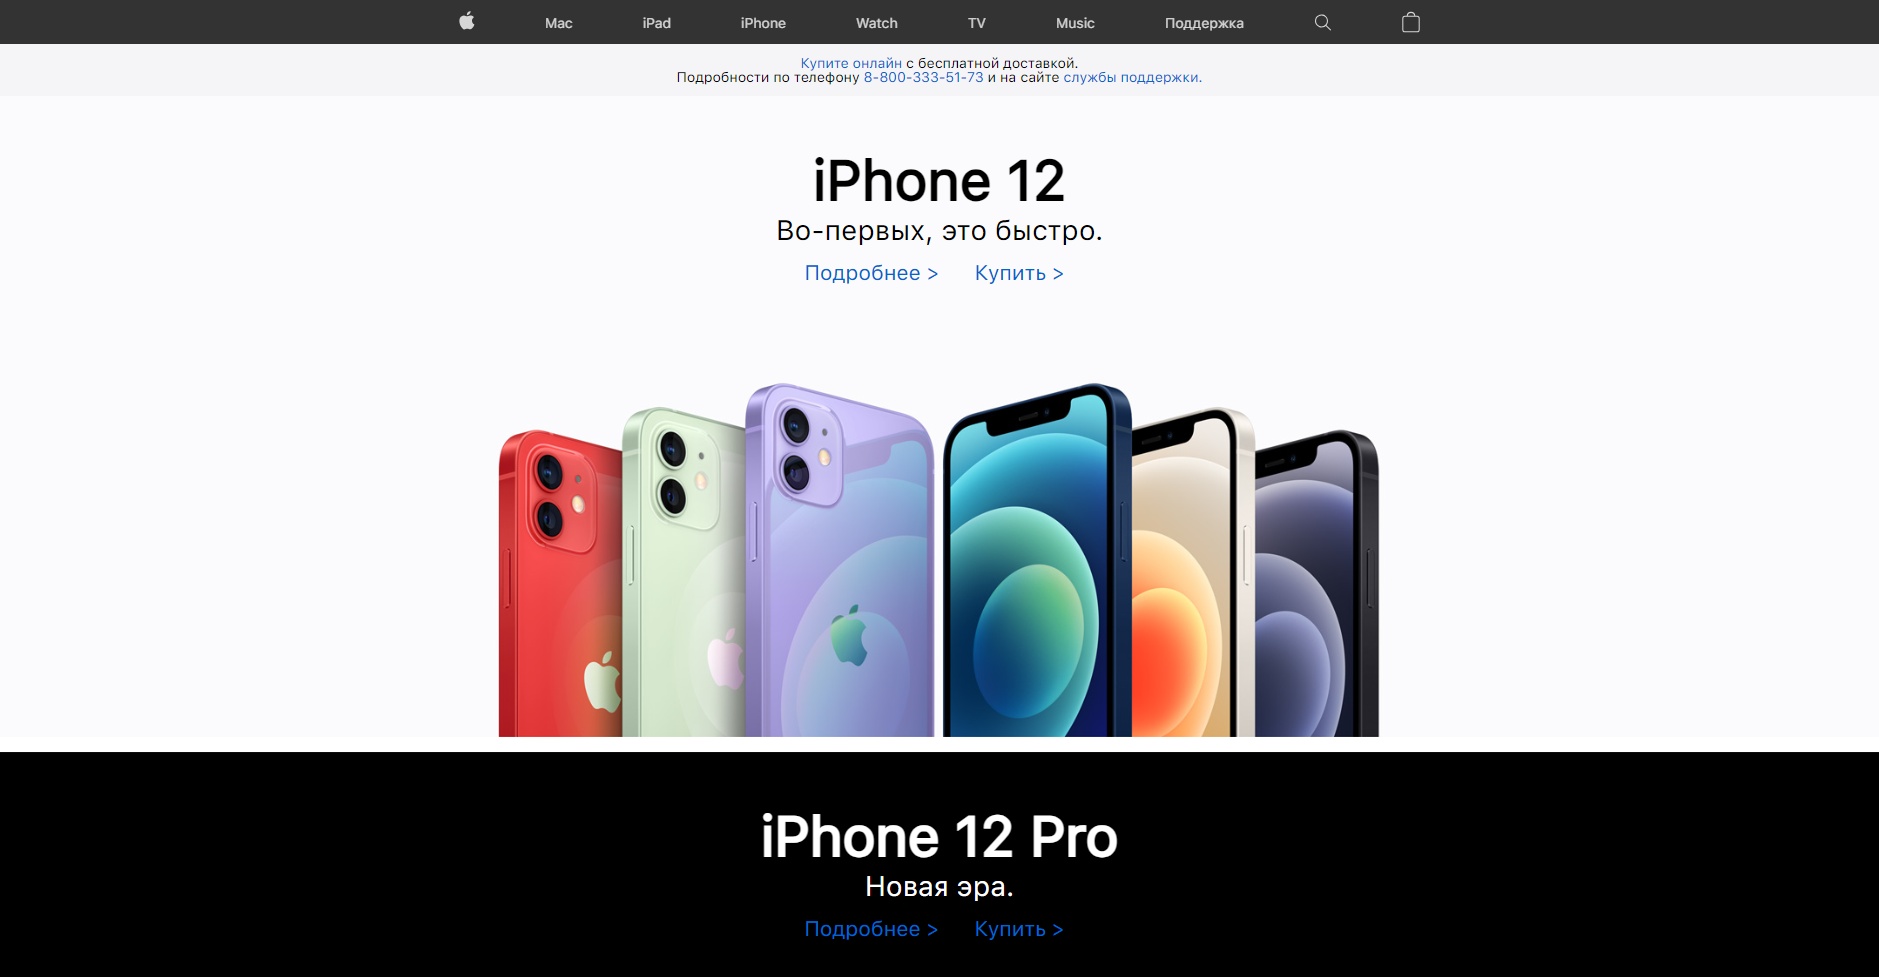 Mac iPad iPhone Watch TV Music Поддержка
Купите онлайн с бесплатной доставкой.
Подробности по телефону 8-800-333-51-73 и на сайте службы поддержки.
iPhone 12
Во-первых, это быстро.
Подробнее > Купить >
iPhone 12 Pro
Новая эра.
Подробнее > Купить >